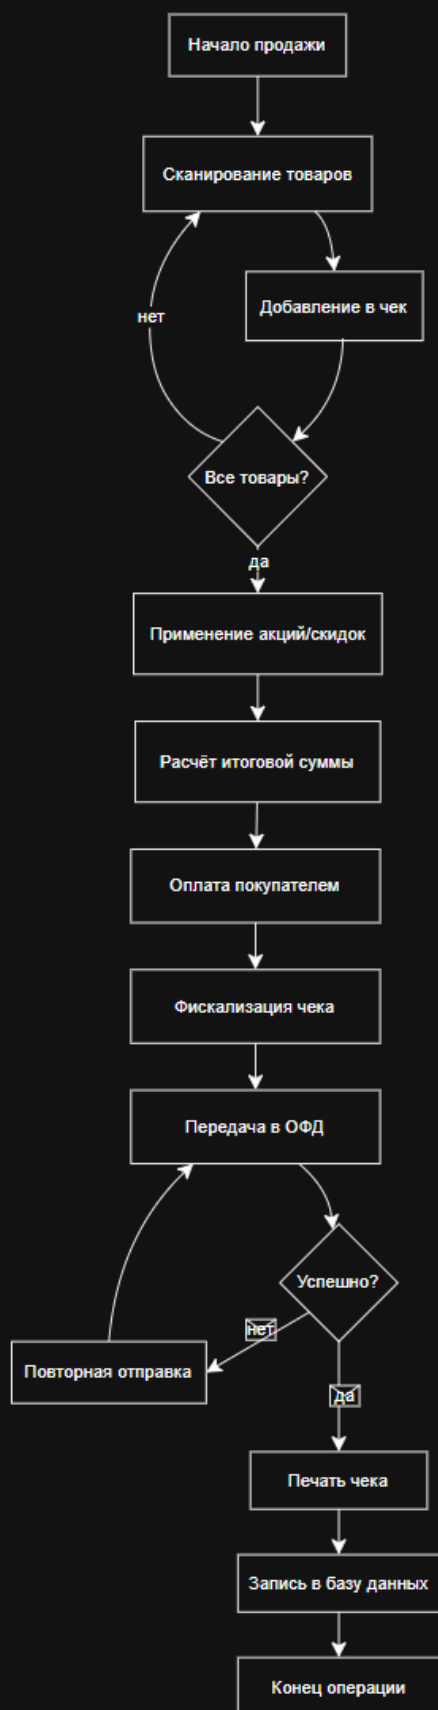 Начало продажи
Сканирование товаров
Добавление в чек
нет
Все товары?
да
Применение акций/скидок
Расчёт итоговой суммы
Оплата покупателем
Фискализация чека
Передача в ОФД
Успешно?
нет
Повторная отправка
да
Печать чека
Запись в базу данных
Конец операции